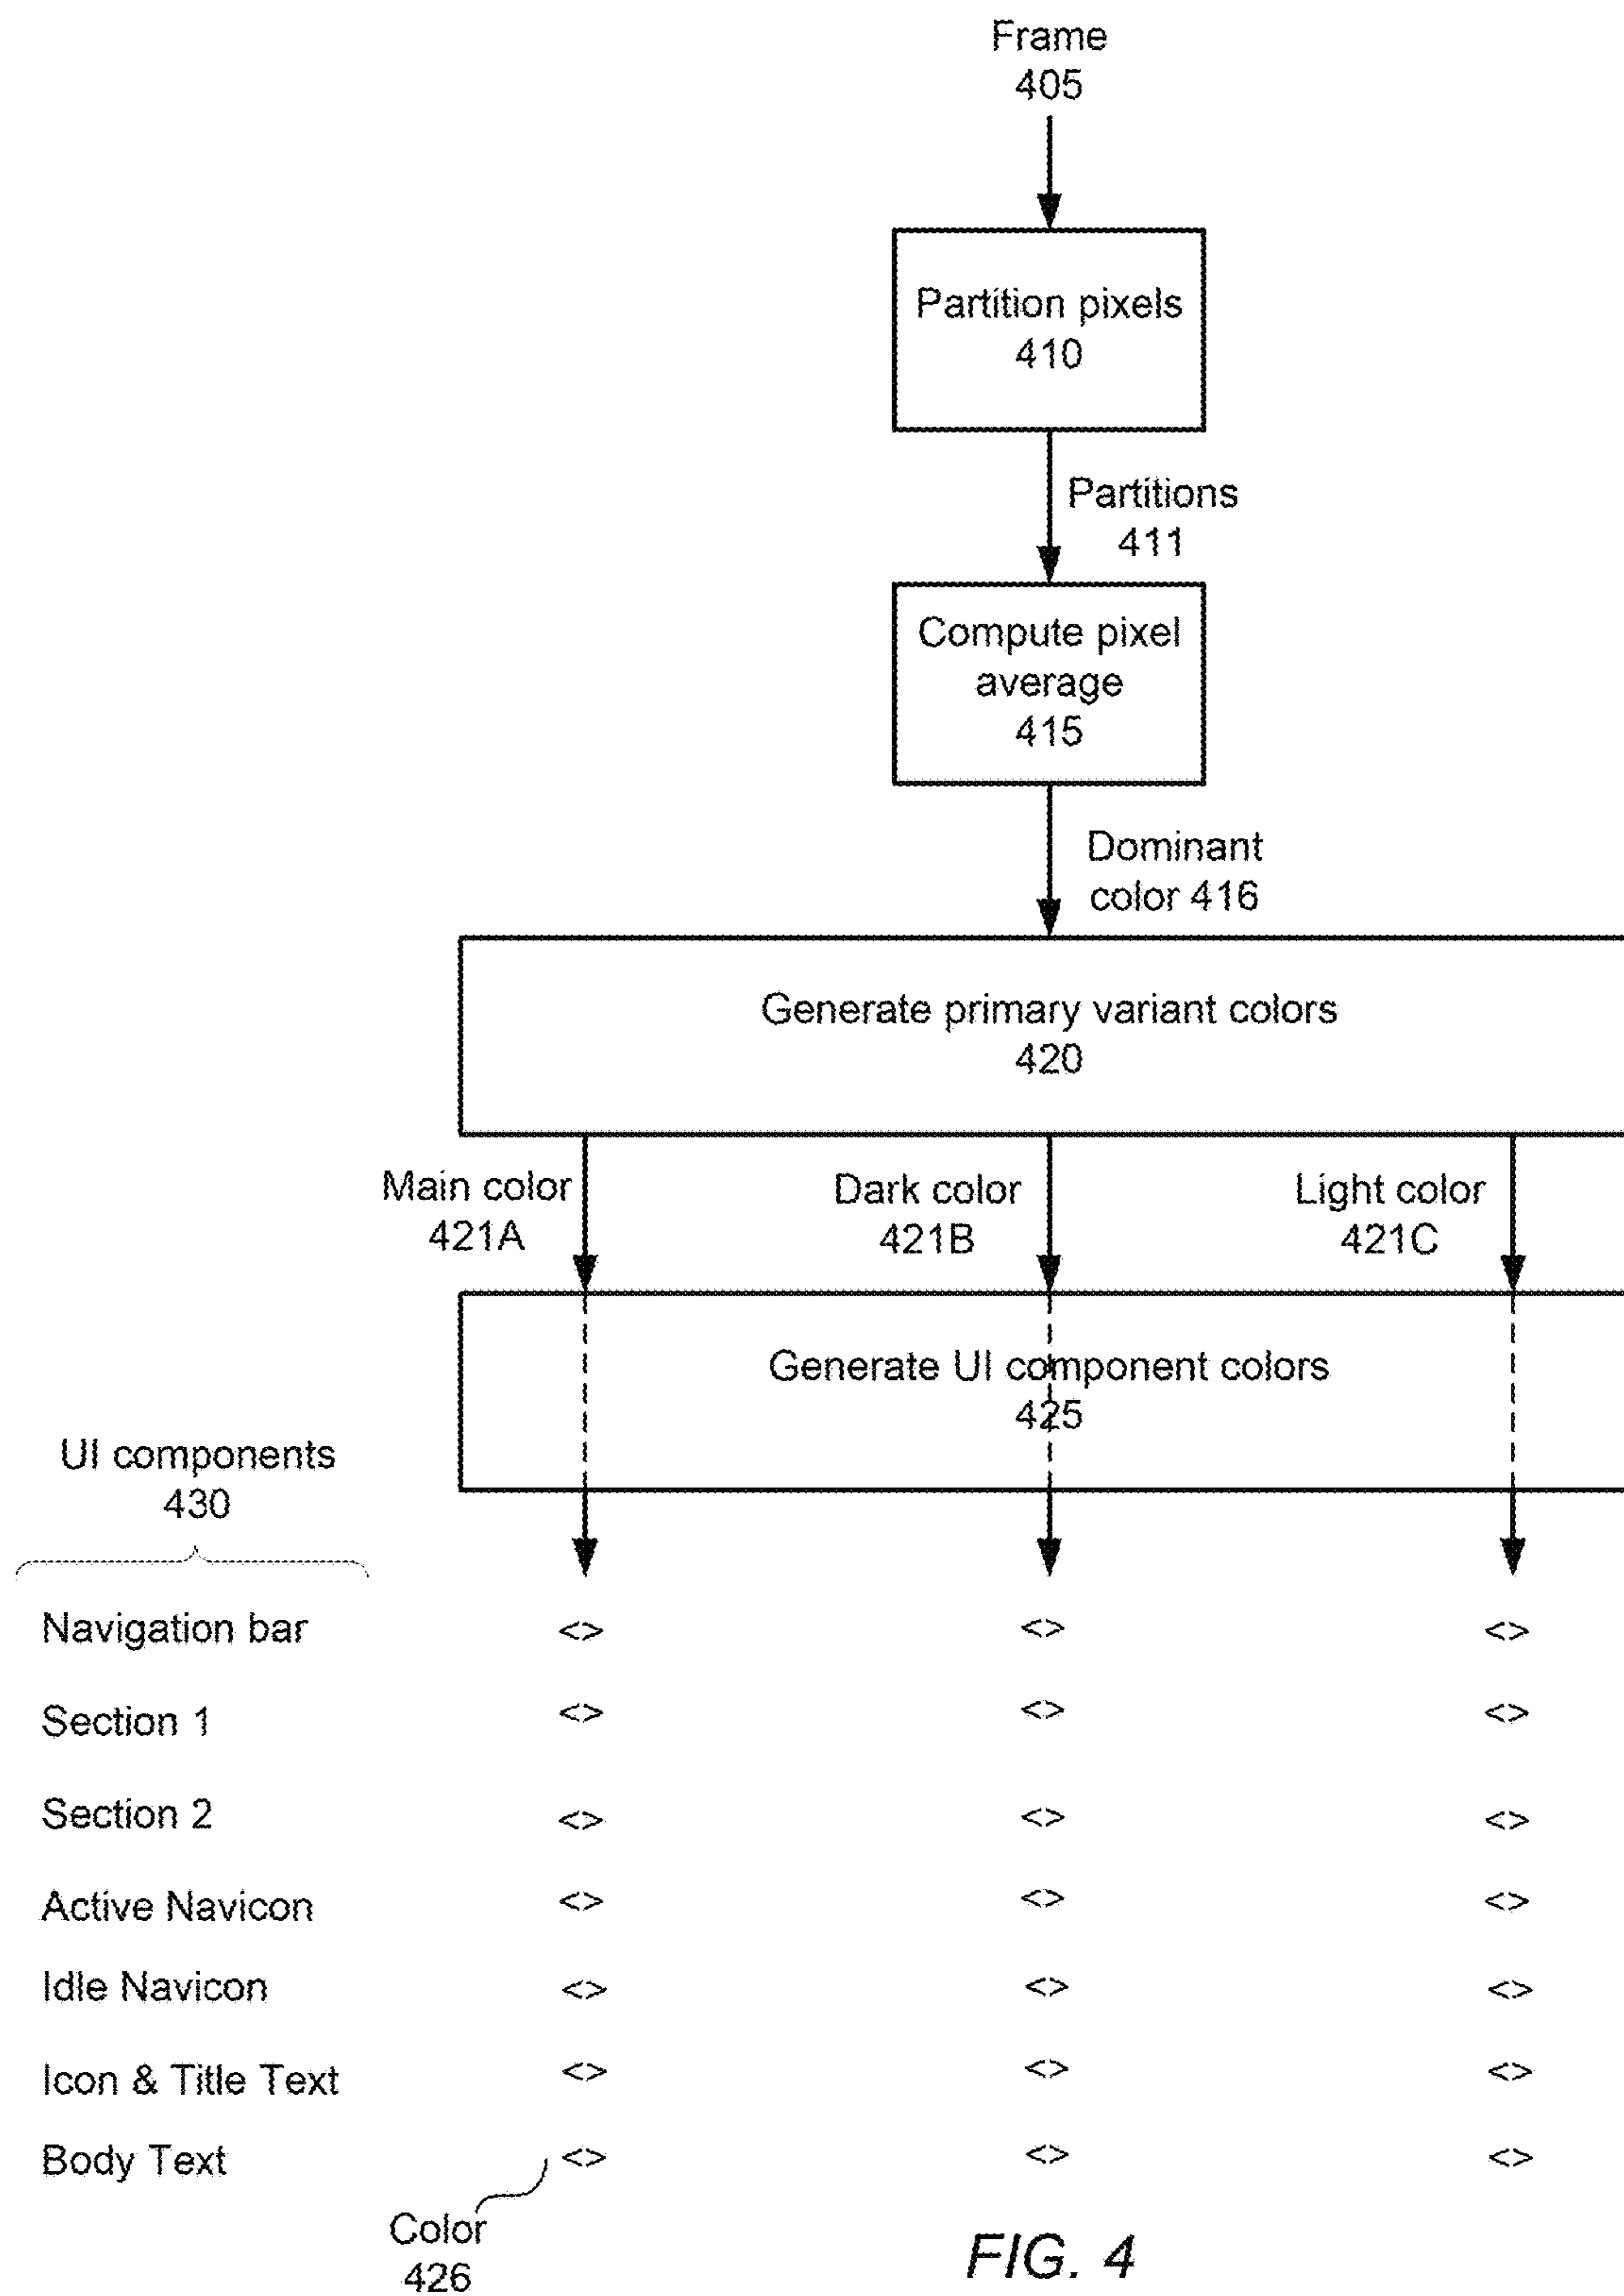 Frame
405
Partition pixels
410
Partitions
411
Compute pixel
average
415
Dominant
color 416
Generate primary variant colors
420
Main color
421A
Dark color
421B
Light color
421C
Generate UI component colors
425
UI components
430
Navigation bar <> <> <>
Section 1 <> <> <>
Section 2 <> <> <>
Active Navicon <> <> <>
Idle Navicon <> <> <>
Icon & Title Text <> <> <>
Body Text <> <> <>
Color
426
FIG. 4